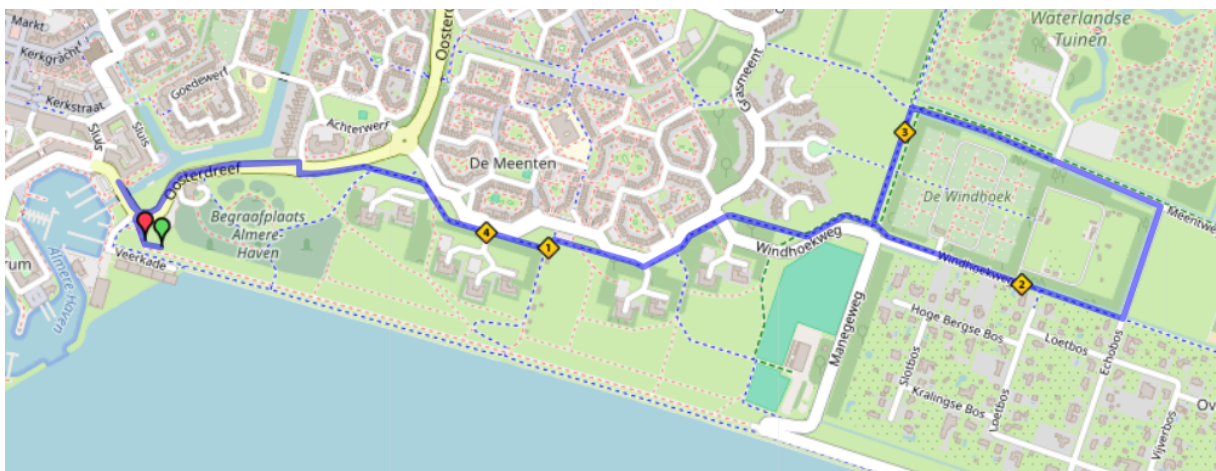 Markt
Kerkgracht
Kerkstraat
Sluis
Sluis
Goedewerf
Achterwerf
Oosterdreef
De Meenten
Grasmeent
Waterlandse
Tuinen
3
De Windhoek
Begraafplaats
Almere-
Haven
Veerkade
Almere Haven
4
1
Windhoekweg
Windhoekweg
2
Manegeweg
Hoge Bergse Bos
Slotbos
Kralingse Bos
Loetbos
Loetbos
Echobos
Vijverbos